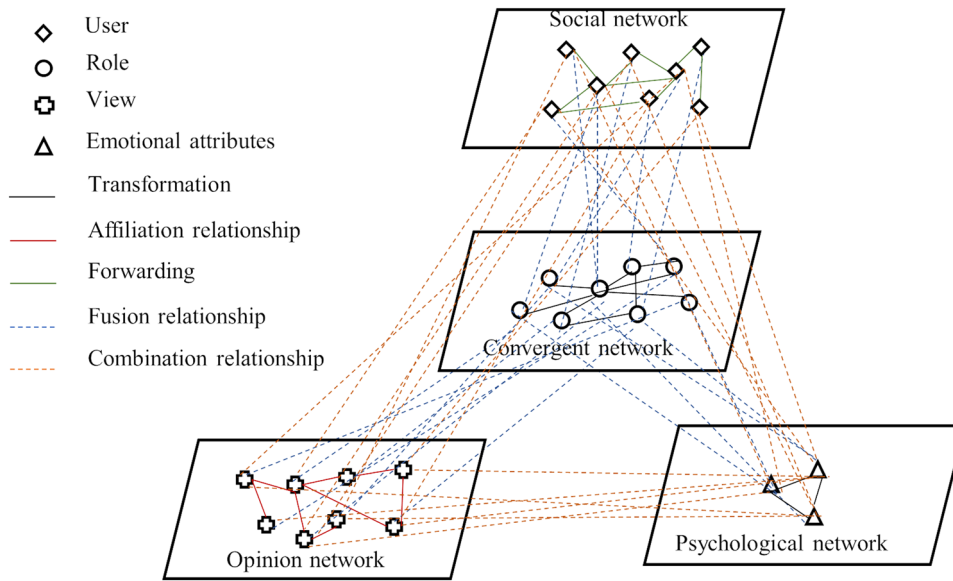 User
Role
View
Emotional attributes
Transformation
Affiliation relationship
Forwarding
Fusion relationship
Combination relationship
Social network
Convergent network
Opinion network
Psychological network